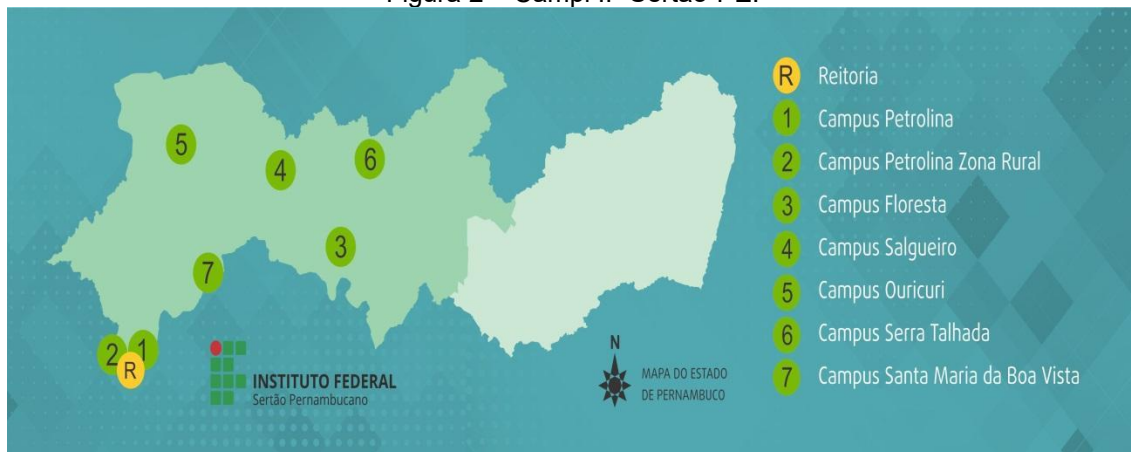 Figura 2 – Campi IF Sertão-PE.
R Reitoria
1 Campus Petrolina
2 Campus Petrolina Zona Rural
3 Campus Floresta
4 Campus Salgueiro
5 Campus Ouricuri
6 Campus Serra Talhada
7 Campus Santa Maria da Boa Vista
5
4
6
3
7
2
1
R
INSTITUTO FEDERAL
Sertão Pernambucano
N
MAPA DO ESTADO
DE PERNAMBUCO